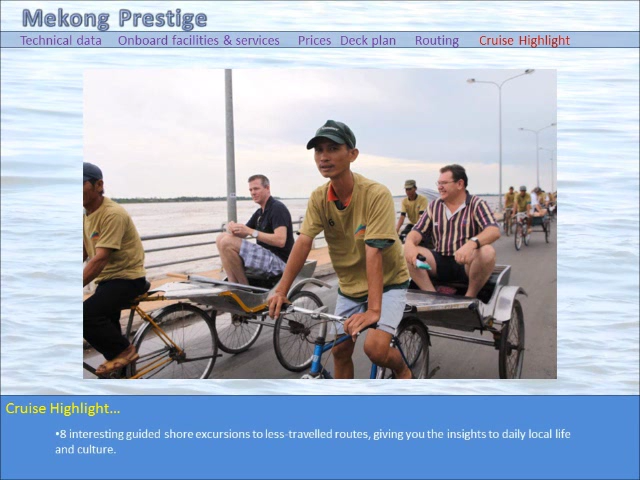 Mekong Prestige
Technical data Onboard facilities & services Prices Deck plan Routing Cruise Highlight
Cruise Highlight...
•8 interesting guided shore excursions to less-travelled routes, giving you the insights to daily local life
and culture.